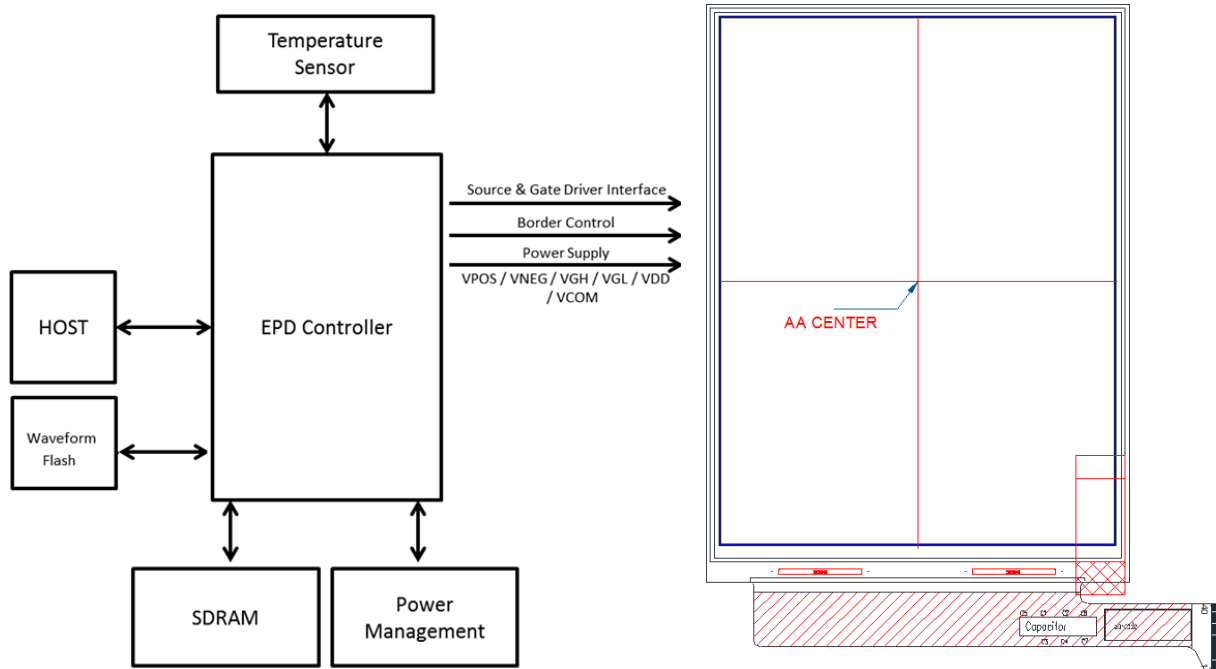 Temperature
Sensor
Source & Gate Driver Interface
Border Control
Power Supply
VPOS / VNEG / VGH / VGL / VDD
/ VCOM
HOST
EPD Controller
AA CENTER
Waveform
Flash
SDRAM
Power
Management
Capacitor